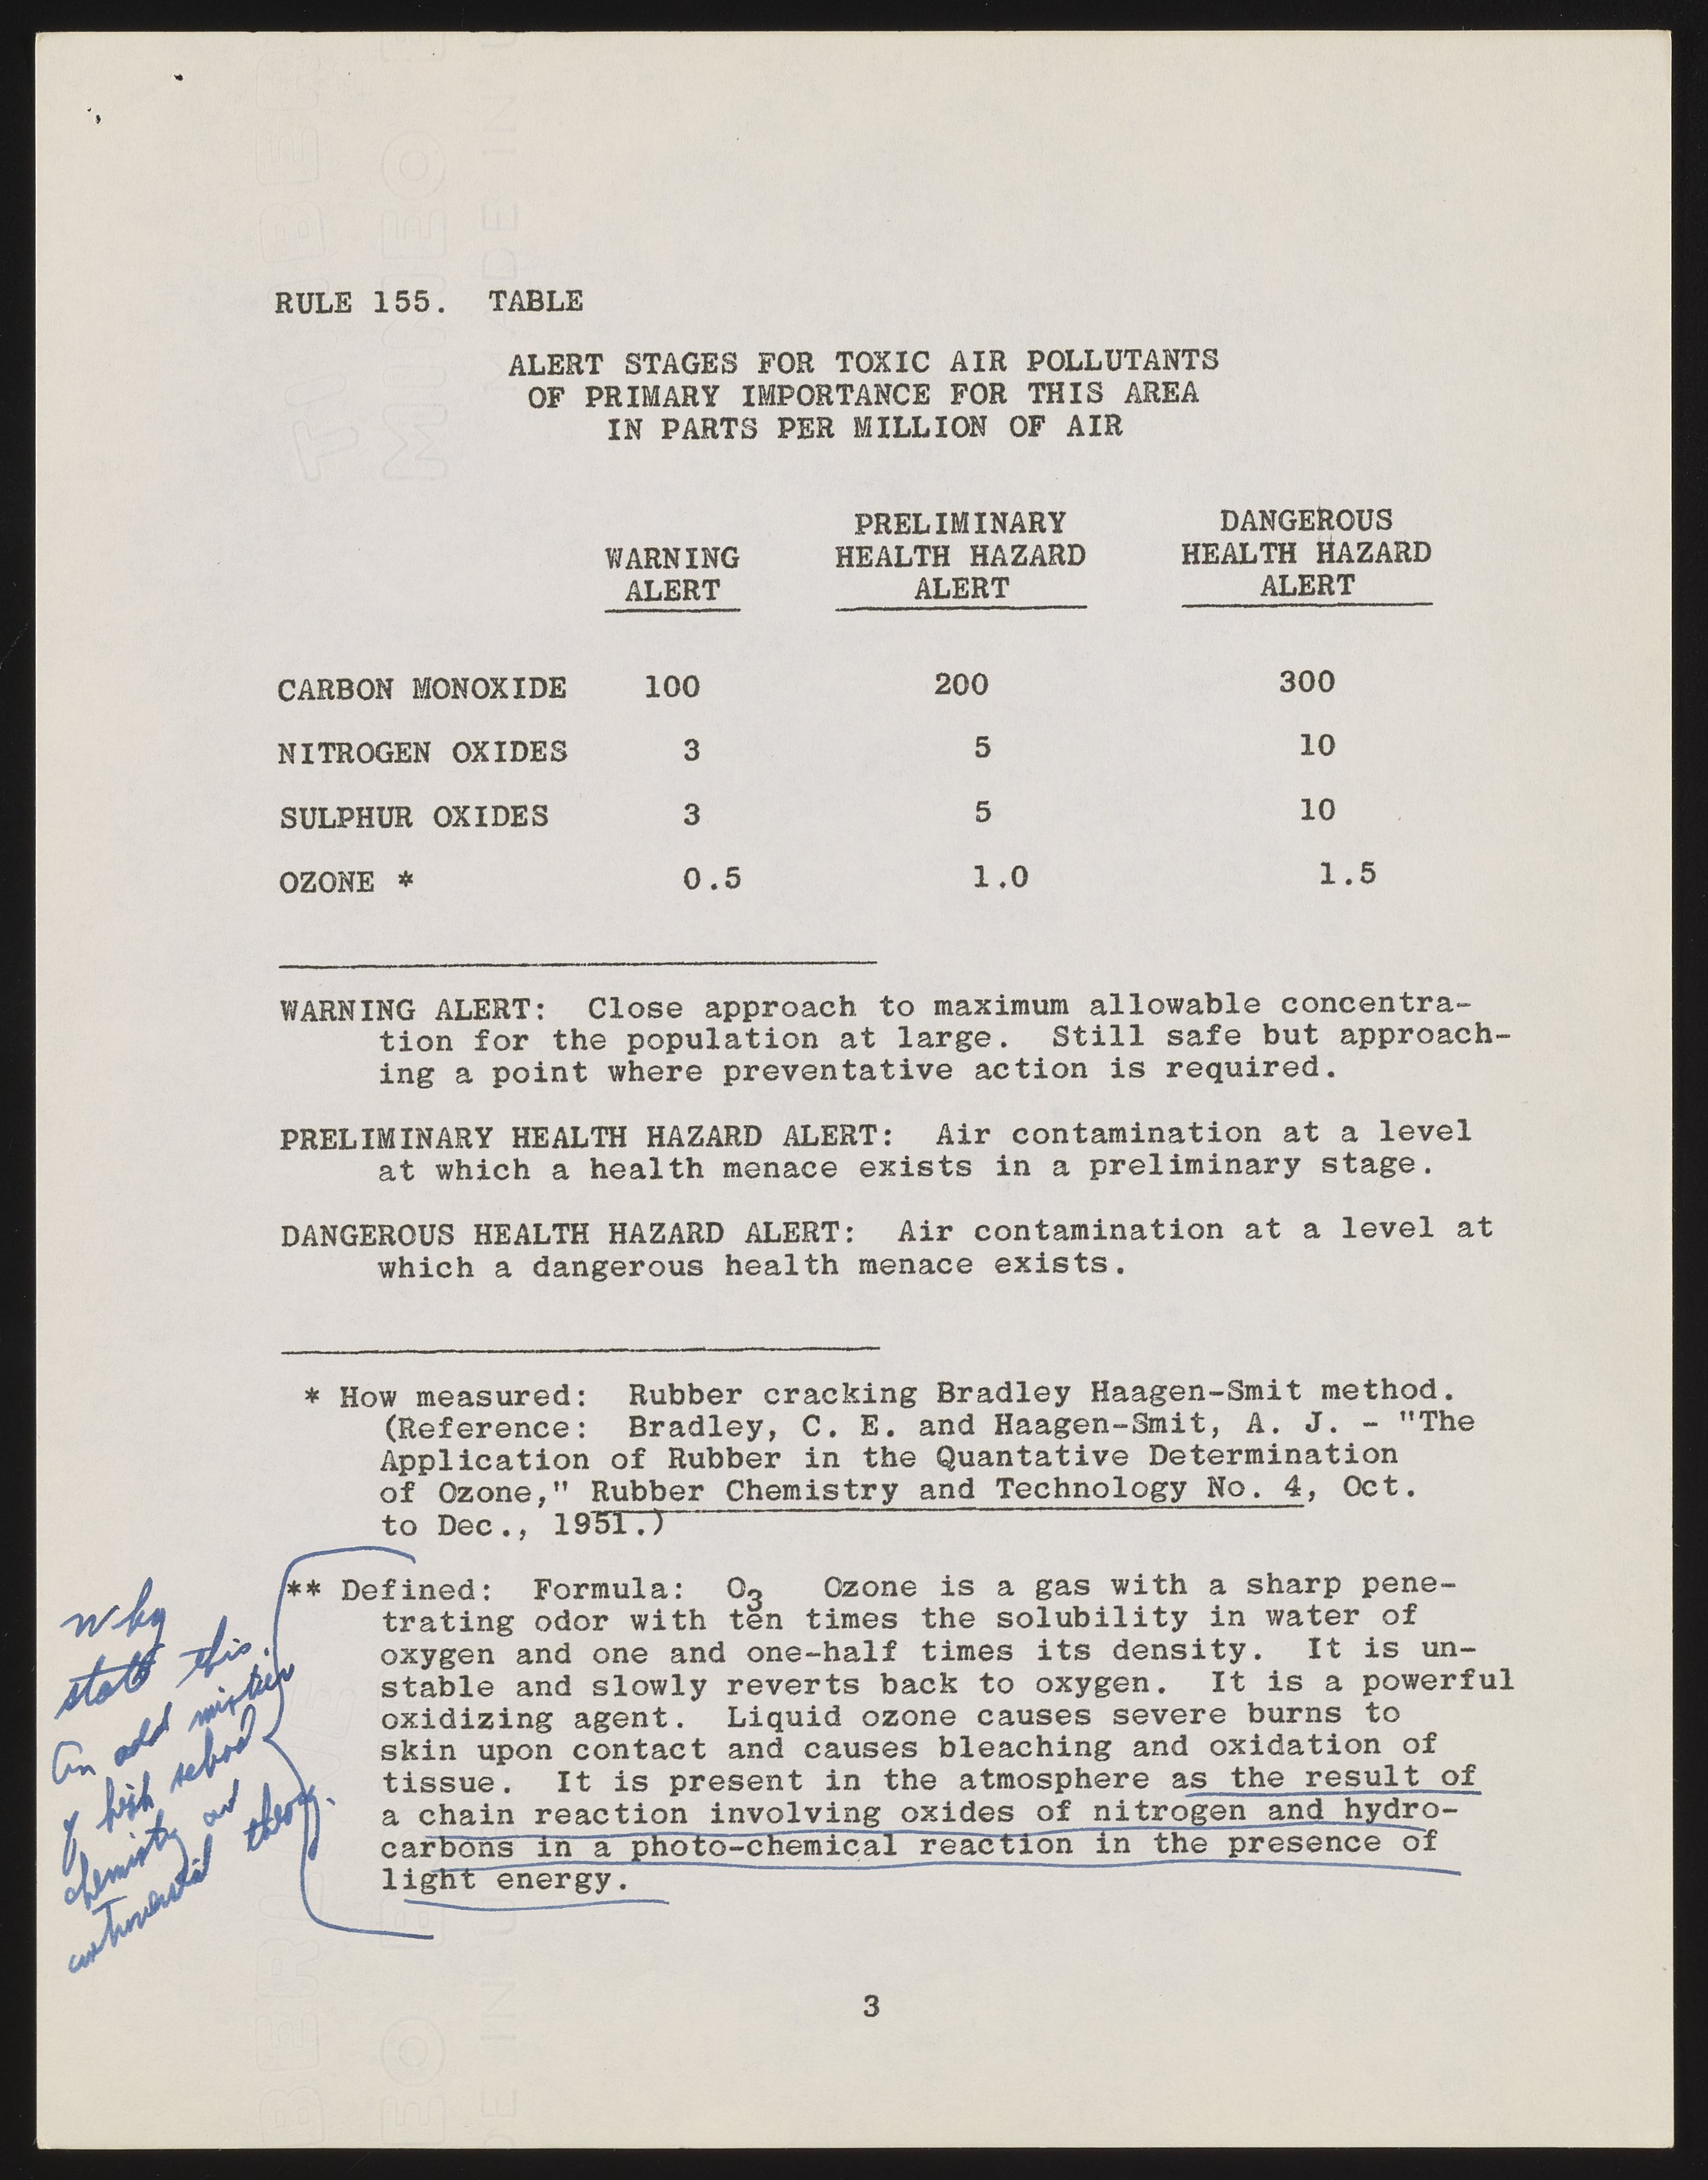 RULE 155. TABLE
ALERT STAGES FOR TOXIC AIR POLLUTANTS
OF PRIMARY IMPORTANCE FOR THIS AREA
IN PARTS PER MILLION OF AIR
WARNING ALERT PRELIMINARY HEALTH HAZARD ALERT DANGEROUS HEALTH HAZARD ALERT
CARBON MONOXIDE 100 200 300
NITROGEN OXIDES 3 5 10
SULPHUR OXIDES 3 5 10
OZONE * 0.5 1.0 1.5
WARNING ALERT: Close approach to maximum allowable concentra-
tion for the population at large. Still safe but approach-
ing a point where preventative action is required.
PRELIMINARY HEALTH HAZARD ALERT: Air contamination at a level
at which a health menace exists in a preliminary stage.
DANGEROUS HEALTH HAZARD ALERT: Air contamination at a level at
which a dangerous health menace exists.
* How measured: Rubber cracking Bradley Haagen-Smit method.
(Reference: Bradley, C. E. and Haagen-Smit, A. J. - "The
Application of Rubber in the Quantative Determination
of Ozone," Rubber Chemistry and Technology No. 4, Oct.
to Dec., 1951.)
** Defined: Formula: O3 Ozone is a gas with a sharp pene-
trating odor with ten times the solubility in water of
oxygen and one and one-half times its density. It is un-
stable and slowly reverts back to oxygen. It is a powerful
oxidizing agent. Liquid ozone causes severe burns to
skin upon contact and causes bleaching and oxidation of
tissue. It is present in the atmosphere as the result of
a chain reaction involving oxides of nitrogen and hydro-
carbons in a photo-chemical reaction in the presence of
light energy.
Why
state this.
An odd mixture
of high school
chemistry and
controversial theory.
3